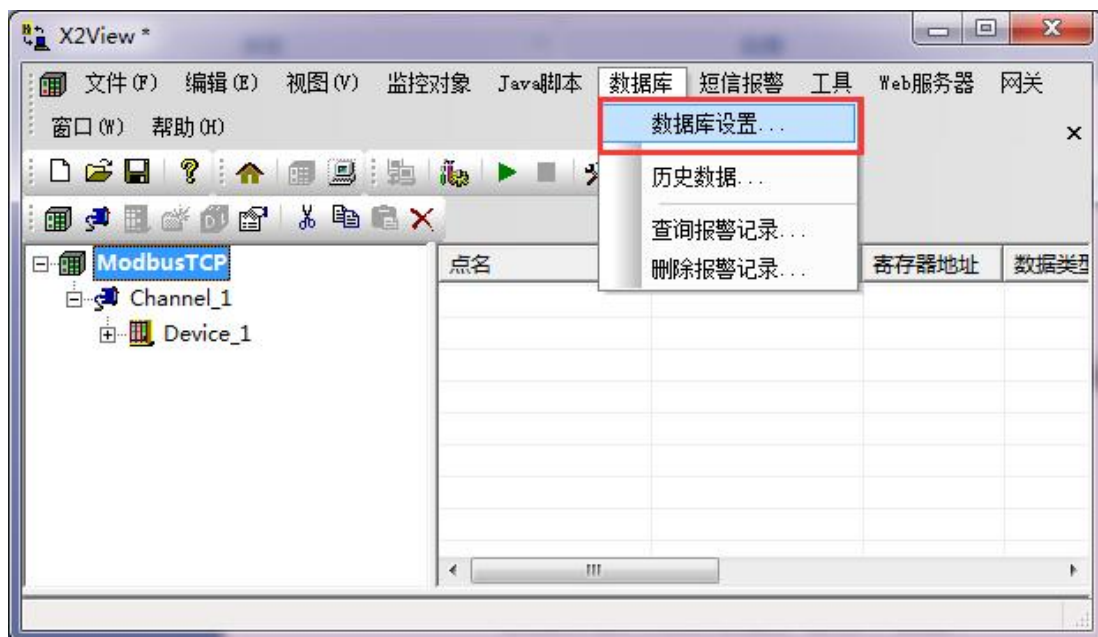 X2View *
文件(F) 编辑(E) 视图(V) 监控对象 Java脚本 数据库 短信报警 工具 Web服务器 网关
窗口(W) 帮助(H)
数据库设置...
历史数据...
查询报警记录...
删除报警记录...
ModbusTCP
Channel_1
Device_1
点名 寄存器地址 数据类型